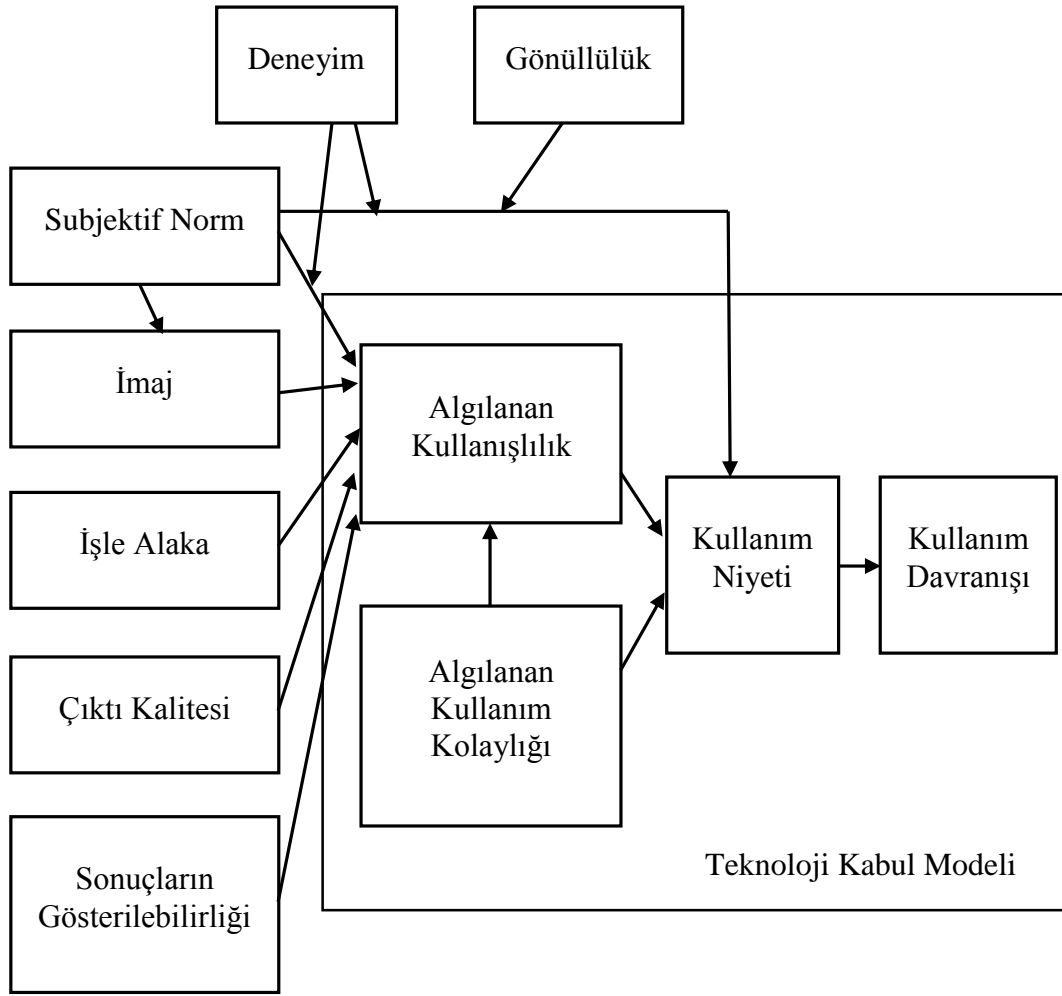 Deneyim
Gönüllülük
Subjektif Norm
İmaj
İşle Alaka
Çıktı Kalitesi
Sonuçların
Gösterilebilirliği
Algılanan
Kullanışlılık
Algılanan
Kullanım
Kolaylığı
Kullanım
Niyeti
Kullanım
Davranışı
Teknoloji Kabul Modeli